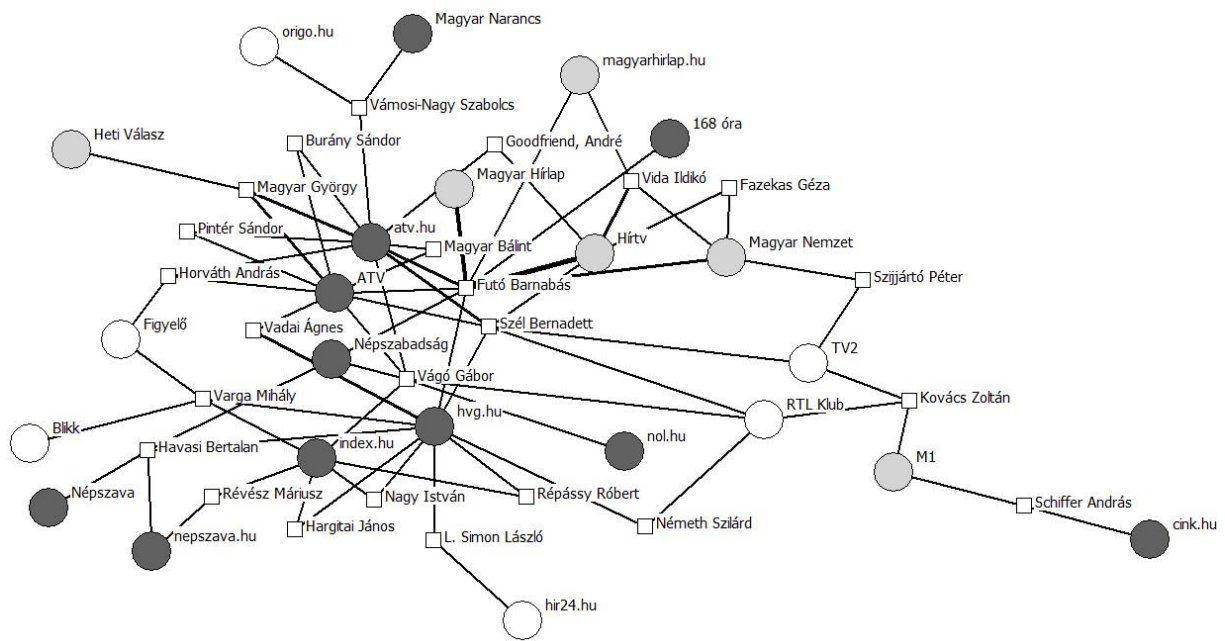 Magyar Narancs
origo.hu
magyarhirlap.hu
Vámosi-Nagy Szabolcs
168 óra
Heti Válasz
Burány Sándor
Goodfriend, André
Magyar Hírlap
Vida Ildikó
Fazekas Géza
Magyar György
Pintér Sándor
atv.hu
Magyar Bálint
Hírtv
Magyar Nemzet
Horváth András
ATV
Futó Barnabás
Szijjártó Péter
Figyelő
Vadai Ágnes
Népszabadság
Szél Bernadett
TV2
Vágó Gábor
Varga Mihály
hvg.hu
RTL Klub
Kovács Zoltán
Blikk
Havasi Bertalan
index.hu
nol.hu
M1
Népszava
Révész Máriusz
Nagy István
Répássy Róbert
Schiffer András
Hargitai János
Németh Szilárd
nepszava.hu
L. Simon László
cink.hu
hir24.hu